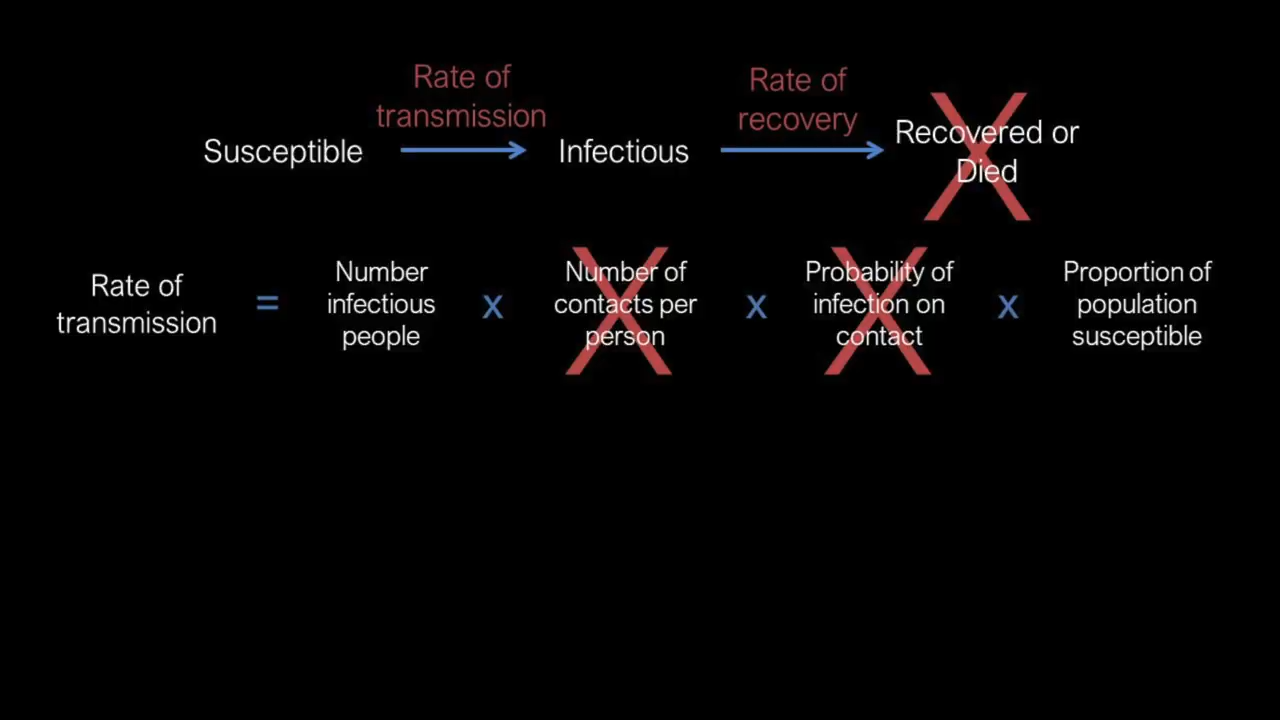 Rate of
transmission
Rate of
recovery
Susceptible
Infectious
Recovered or
Died
Rate of
transmission
=
Number
infectious
people
x
Number of
contacts per
person
x
Probability of
infection on
contact
x
Proportion of
population
susceptible